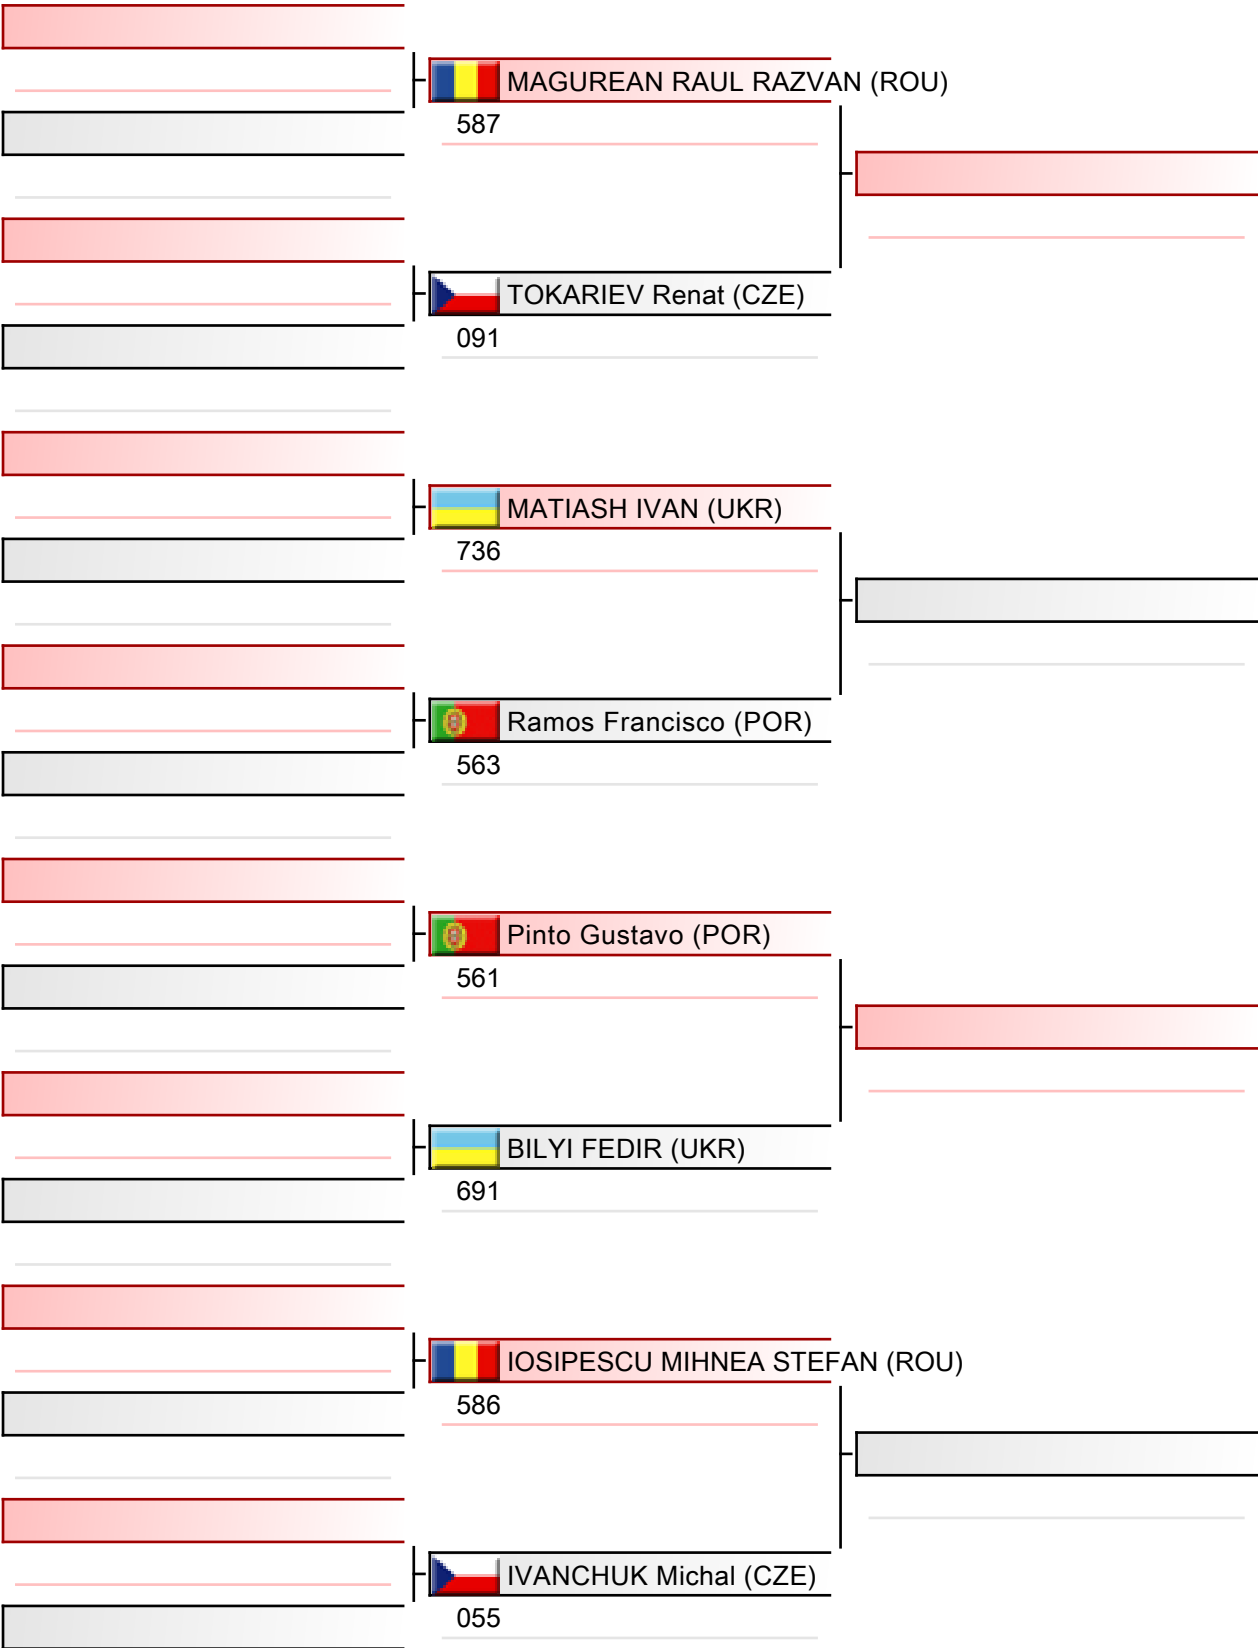 MAGUREAN RAUL RAZVAN (ROU)
587
TOKARIEV Renat (CZE)
091
MATIASH IVAN (UKR)
736
Ramos Francisco (POR)
563
Pinto Gustavo (POR)
561
BILYI FEDIR (UKR)
691
IOSIPESCU MIHNEA STEFAN (ROU)
586
IVANCHUK Michal (CZE)
055